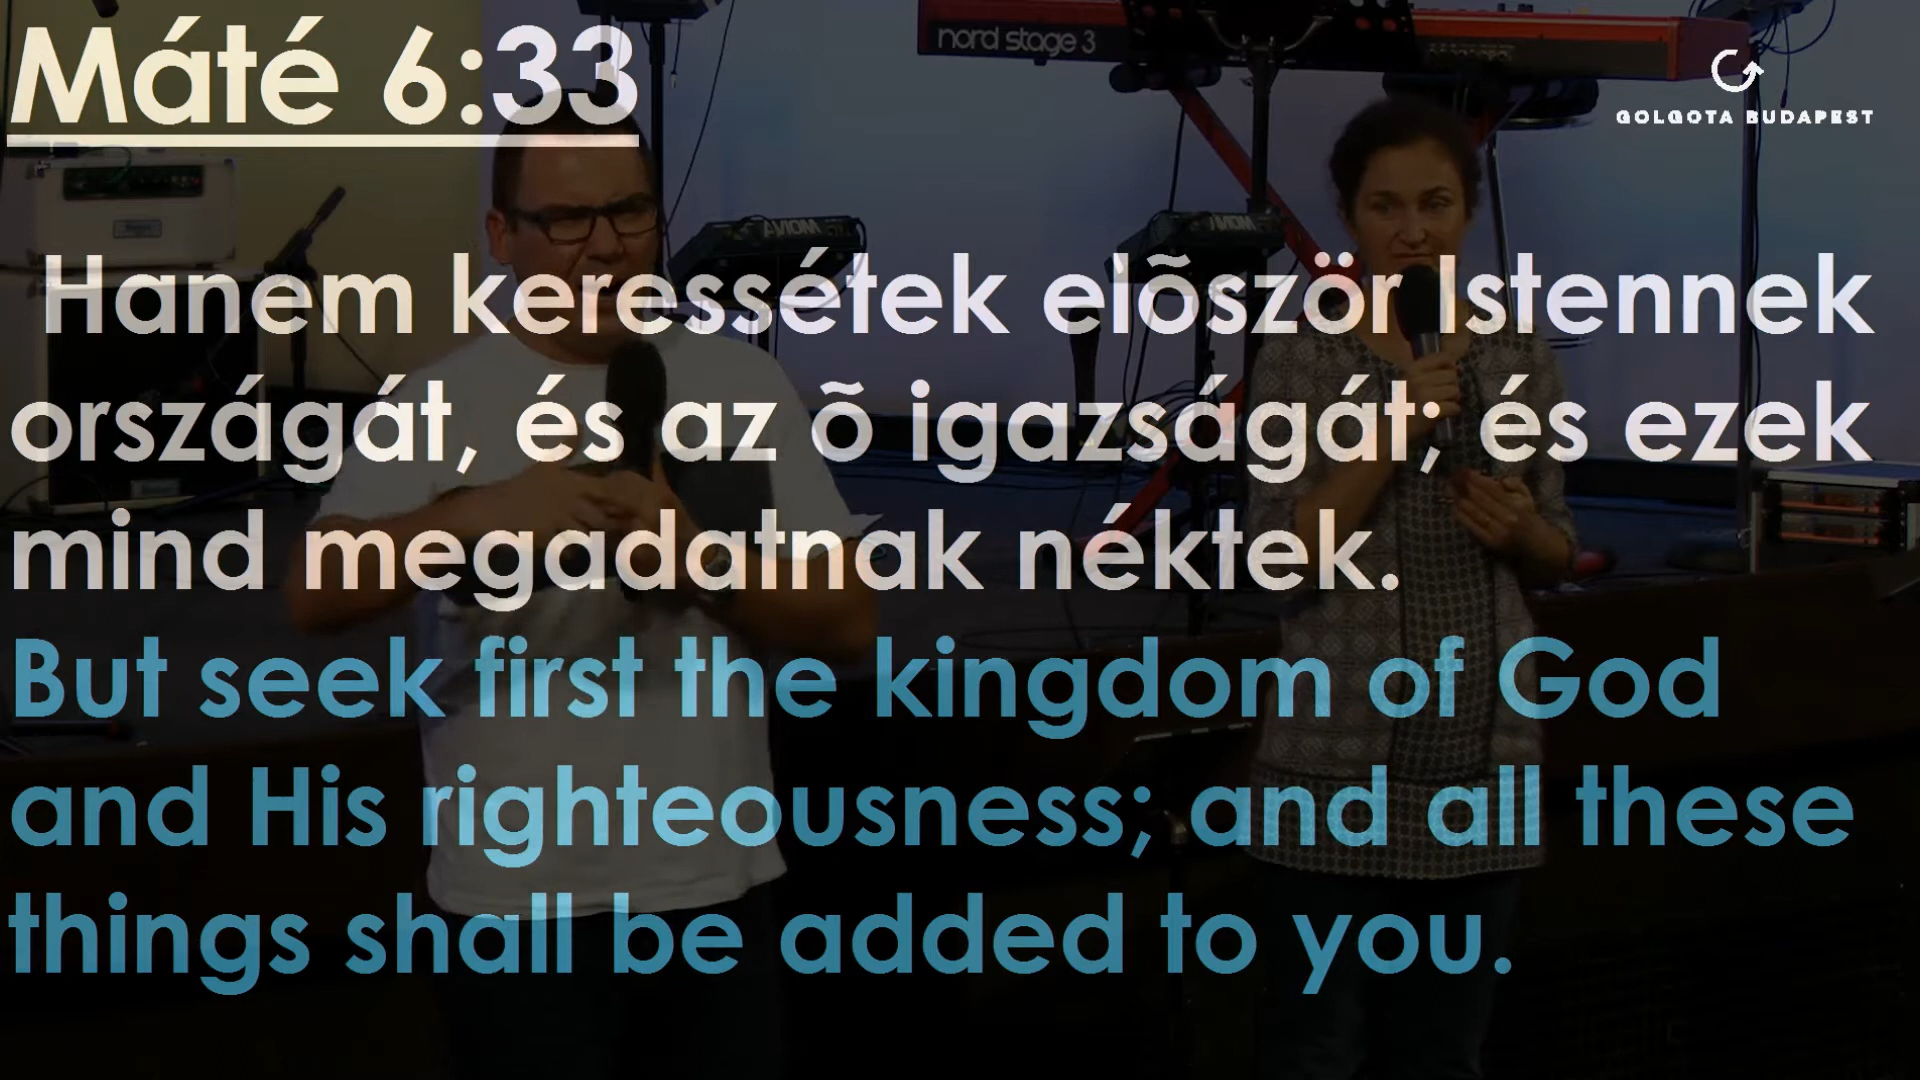 Máté 6:33
nord stage 3
GOLGOTA BUDAPEST
AVIOM
AVIOM
Hanem keressétek elõször Istennek
országát, és az õ igazságát; és ezek
mind megadatnak néktek.
But seek first the kingdom of God
and His righteousness; and all these
things shall be added to you.